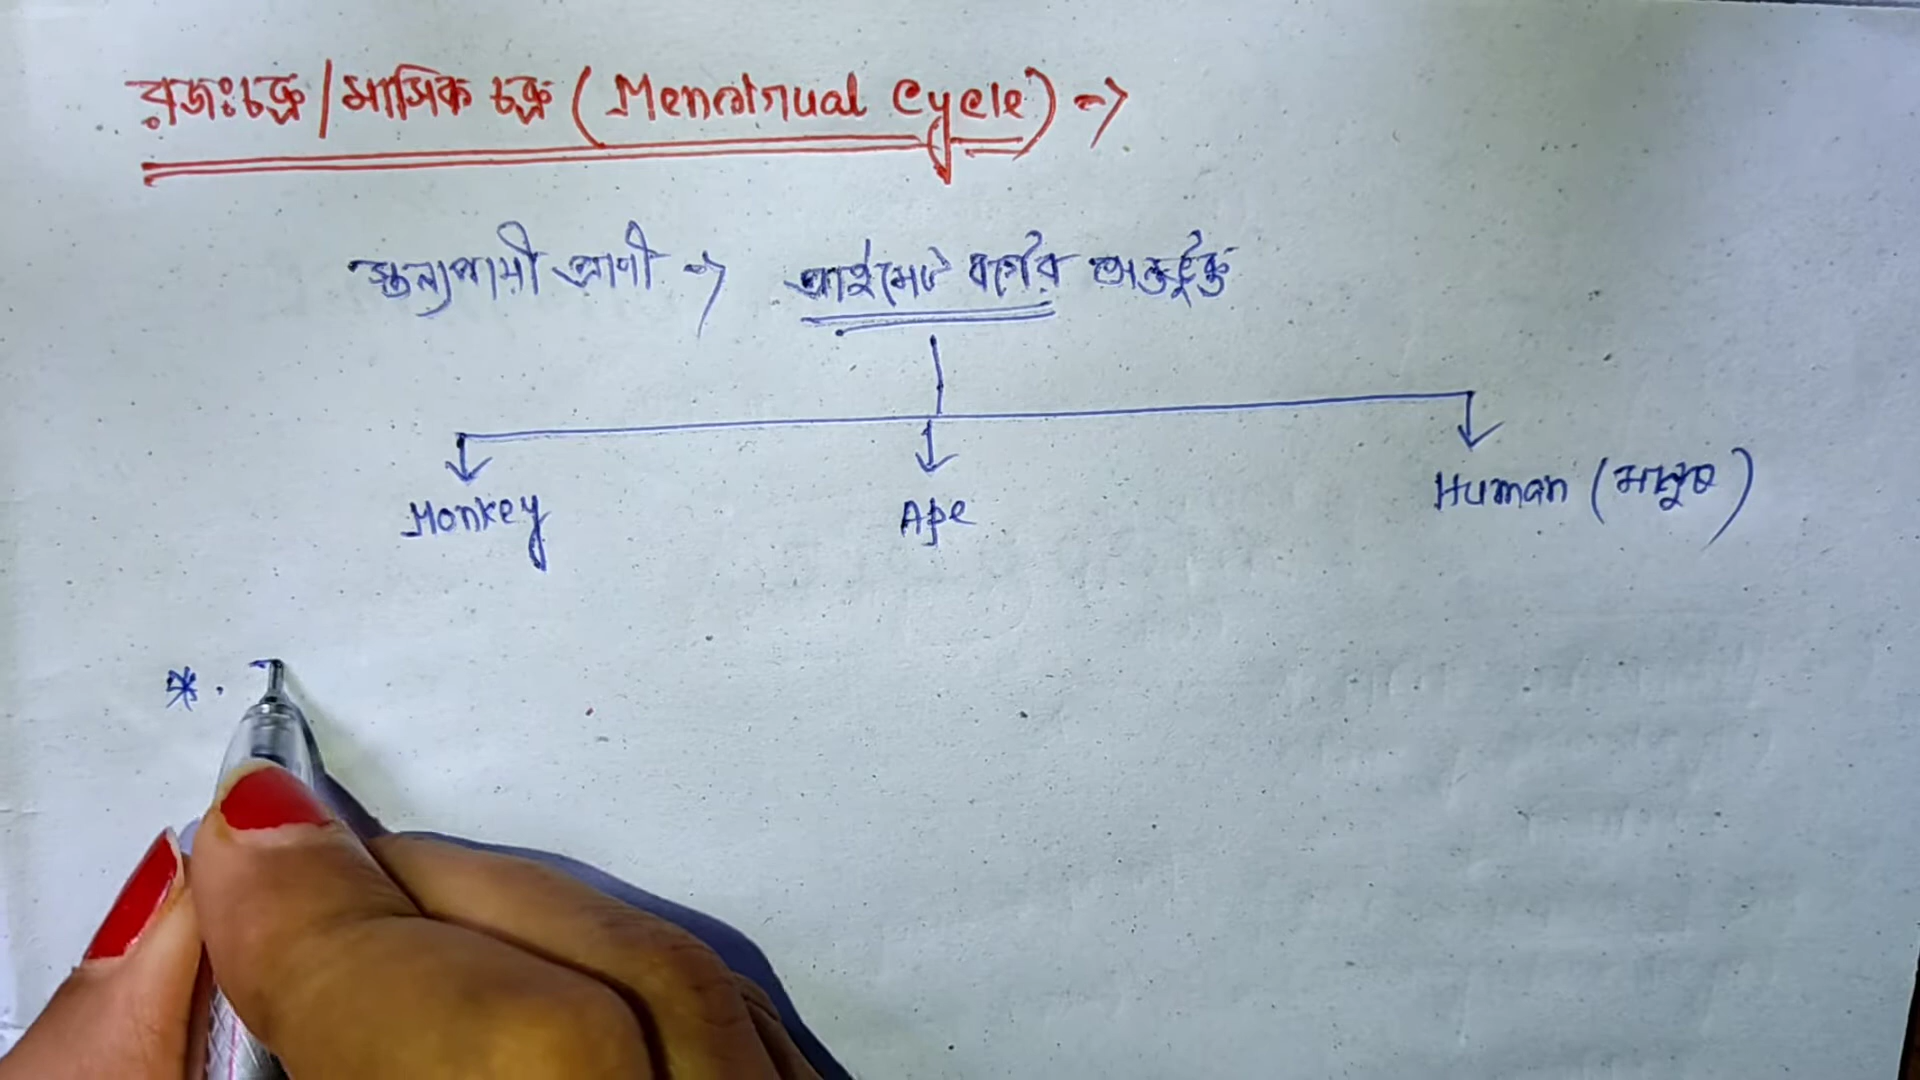 রজঃচক্র/মাসিক চক্র (Menstrual Cycle) ->
স্তন্যপায়ী প্রাণী -> প্রাইমেট বর্গের অন্তর্ভুক্ত
Monkey Ape Human (মানুষ)
*.